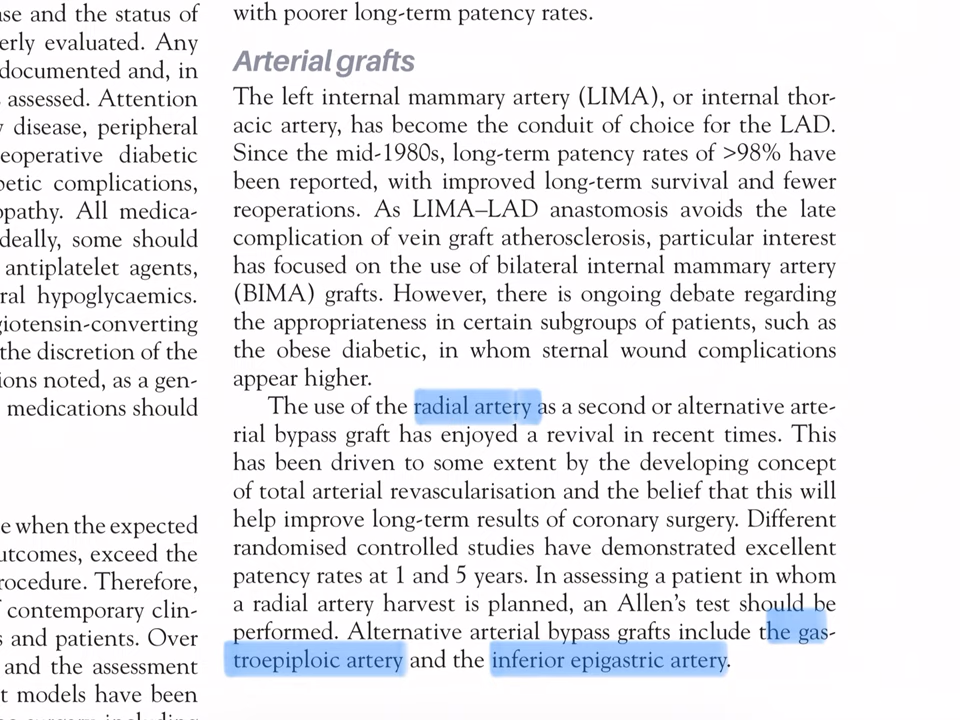 se and the status of
erly evaluated. Any
documented and, in
assessed. Attention
disease, peripheral
eoperative diabetic
betic complications,
opathy. All medica-
deally, some should
antiplatelet agents,
ral hypoglycaemics.
giotensin-converting
the discretion of the
ions noted, as a gen-
medications should
e when the expected
utcomes, exceed the
rocedure. Therefore,
contemporary clin-
s and patients. Over
and the assessment
t models have been
with poorer long-term patency rates.
Arterial grafts
The left internal mammary artery (LIMA), or internal thor-
acic artery, has become the conduit of choice for the LAD.
Since the mid-1980s, long-term patency rates of >98% have
been reported, with improved long-term survival and fewer
reoperations. As LIMA–LAD anastomosis avoids the late
complication of vein graft atherosclerosis, particular interest
has focused on the use of bilateral internal mammary artery
(BIMA) grafts. However, there is ongoing debate regarding
the appropriateness in certain subgroups of patients, such as
the obese diabetic, in whom sternal wound complications
appear higher.
The use of the radial artery as a second or alternative arte-
rial bypass graft has enjoyed a revival in recent times. This
has been driven to some extent by the developing concept
of total arterial revascularisation and the belief that this will
help improve long-term results of coronary surgery. Different
randomised controlled studies have demonstrated excellent
patency rates at 1 and 5 years. In assessing a patient in whom
a radial artery harvest is planned, an Allen's test should be
performed. Alternative arterial bypass grafts include the gas-
troepiploic artery and the inferior epigastric artery.